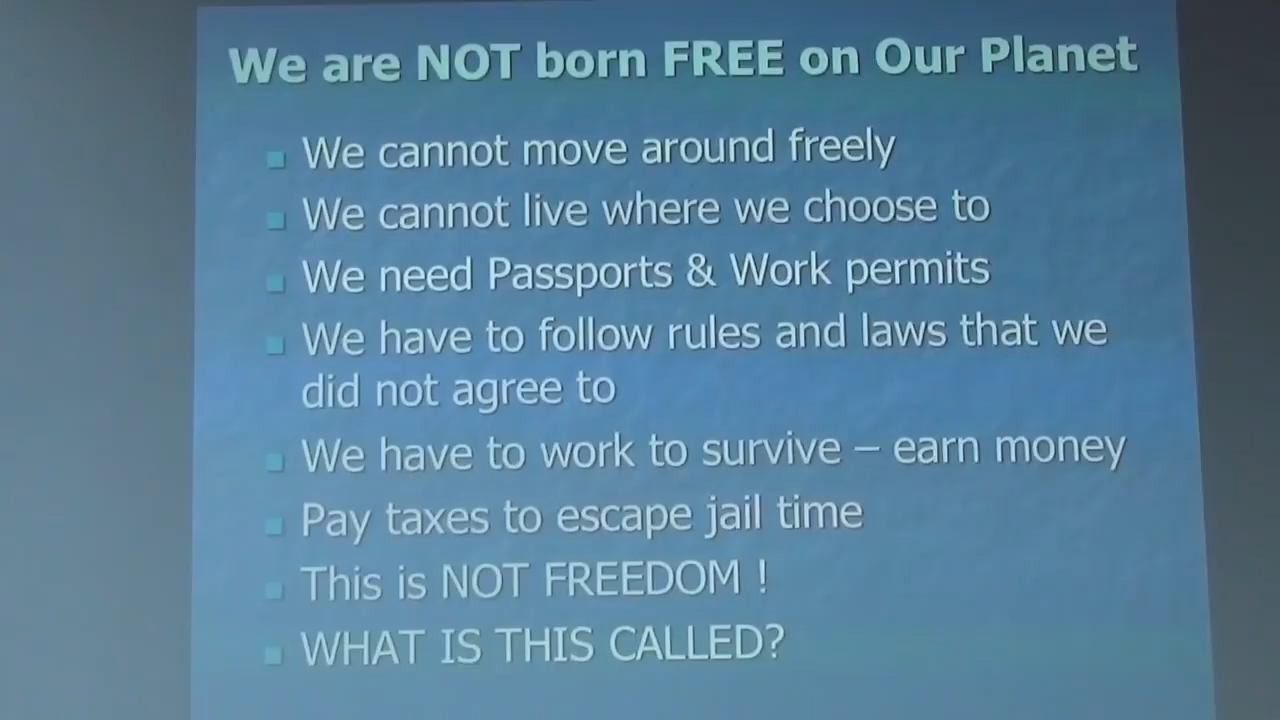 We are NOT born FREE on Our Planet
We cannot move around freely
We cannot live where we choose to
We need Passports & Work permits
We have to follow rules and laws that we
did not agree to
We have to work to survive – earn money
Pay taxes to escape jail time
This is NOT FREEDOM !
WHAT IS THIS CALLED?